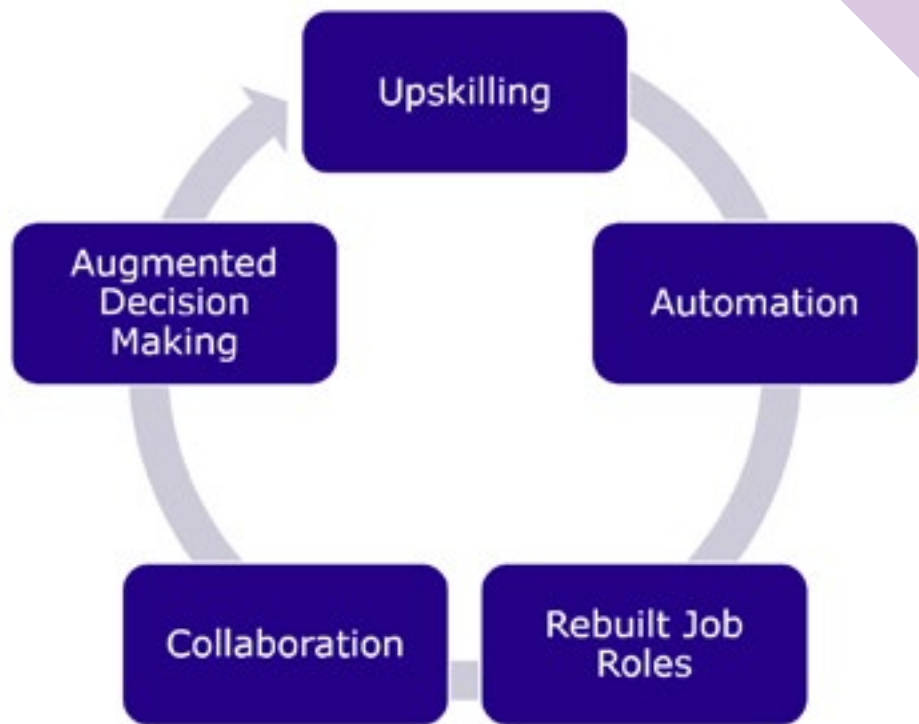 Upskilling
Automation
Rebuilt Job
Roles
Collaboration
Augmented
Decision
Making